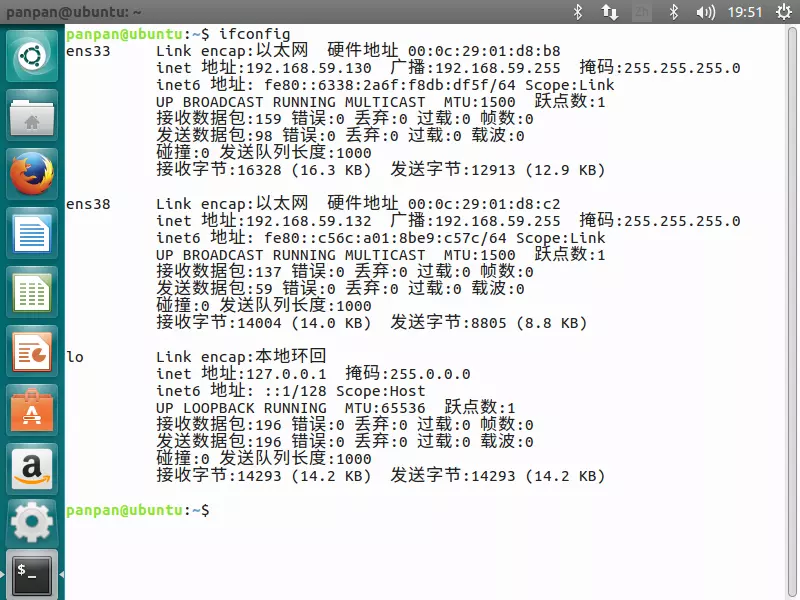 panpan@ubuntu: ~
Zh
19:51
panpan@ubuntu:~$ ifconfig
ens33     Link encap:以太网  硬件地址 00:0c:29:01:d8:b8
          inet 地址:192.168.59.130  广播:192.168.59.255  掩码:255.255.255.0
          inet6 地址: fe80::6338:2a6f:f8db:df5f/64 Scope:Link
          UP BROADCAST RUNNING MULTICAST  MTU:1500  跃点数:1
          接收数据包:159 错误:0 丢弃:0 过载:0 帧数:0
          发送数据包:98 错误:0 丢弃:0 过载:0 载波:0
          碰撞:0 发送队列长度:1000
          接收字节:16328 (16.3 KB)  发送字节:12913 (12.9 KB)
ens38     Link encap:以太网  硬件地址 00:0c:29:01:d8:c2
          inet 地址:192.168.59.132  广播:192.168.59.255  掩码:255.255.255.0
          inet6 地址: fe80::c56c:a01:8be9:c57c/64 Scope:Link
          UP BROADCAST RUNNING MULTICAST  MTU:1500  跃点数:1
          接收数据包:137 错误:0 丢弃:0 过载:0 帧数:0
          发送数据包:59 错误:0 丢弃:0 过载:0 载波:0
          碰撞:0 发送队列长度:1000
          接收字节:14004 (14.0 KB)  发送字节:8805 (8.8 KB)
lo        Link encap:本地环回
          inet 地址:127.0.0.1  掩码:255.0.0.0
          inet6 地址: ::1/128 Scope:Host
          UP LOOPBACK RUNNING  MTU:65536  跃点数:1
          接收数据包:196 错误:0 丢弃:0 过载:0 帧数:0
          发送数据包:196 错误:0 丢弃:0 过载:0 载波:0
          碰撞:0 发送队列长度:1000
          接收字节:14293 (14.2 KB)  发送字节:14293 (14.2 KB)
panpan@ubuntu:~$